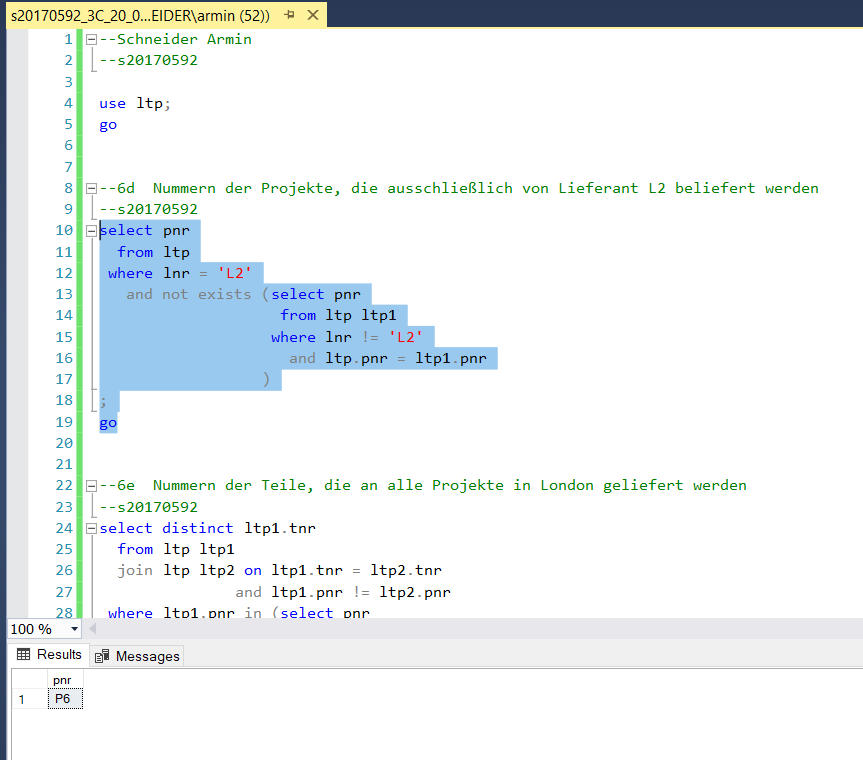 s20170592_3C_20_0...EIDER\armin (52))
1 --Schneider Armin
2 --s20170592
3
4 use ltp;
5 go
6
7
8 --6d  Nummern der Projekte, die ausschließlich von Lieferant L2 beliefert werden
9 --s20170592
10 select pnr
11   from ltp
12  where lnr = 'L2'
13    and not exists (select pnr
14                     from ltp ltp1
15                    where lnr != 'L2'
16                      and ltp.pnr = ltp1.pnr
17                   )
18 ;
19 go
20
21
22 --6e  Nummern der Teile, die an alle Projekte in London geliefert werden
23 --s20170592
24 select distinct ltp1.tnr
25   from ltp ltp1
26   join ltp ltp2 on ltp1.tnr = ltp2.tnr
27                and ltp1.pnr != ltp2.pnr
28  where ltp1.pnr in (select pnr
100 %
Results Messages
pnr
1 P6